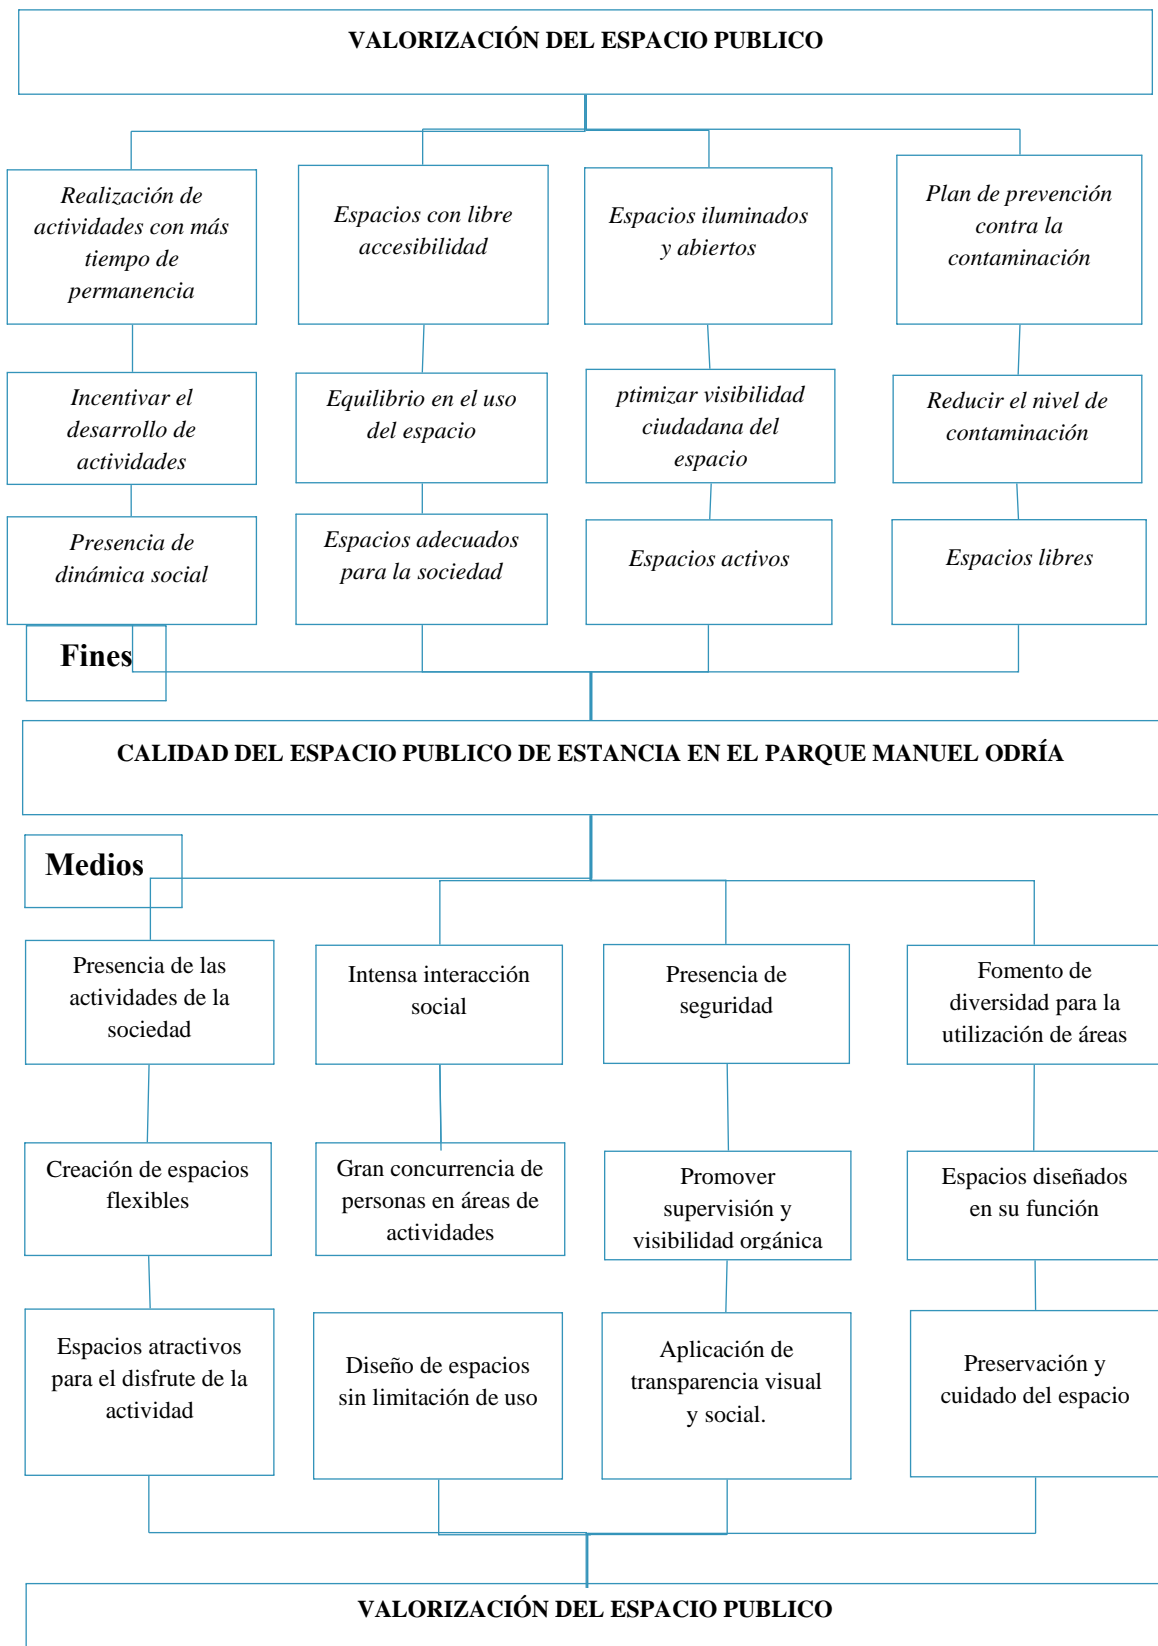 VALORIZACIÓN DEL ESPACIO PUBLICO
Realización de
actividades con más
tiempo de
permanencia
Espacios con libre
accesibilidad
Espacios iluminados
y abiertos
Plan de prevención
contra la
contaminación
Incentivar el
desarrollo de
actividades
Equilibrio en el uso
del espacio
ptimizar visibilidad
ciudadana del
espacio
Reducir el nivel de
contaminación
Presencia de
dinámica social
Espacios adecuados
para la sociedad
Espacios activos
Espacios libres
Fines
CALIDAD DEL ESPACIO PUBLICO DE ESTANCIA EN EL PARQUE MANUEL ODRÍA
Medios
Presencia de las
actividades de la
sociedad
Intensa interacción
social
Presencia de
seguridad
Fomento de
diversidad para la
utilización de áreas
Creación de espacios
flexibles
Gran concurrencia de
personas en áreas de
actividades
Promover
supervisión y
visibilidad orgánica
Espacios diseñados
en su función
Espacios atractivos
para el disfrute de la
actividad
Diseño de espacios
sin limitación de uso
Aplicación de
transparencia visual
y social.
Preservación y
cuidado del espacio
VALORIZACIÓN DEL ESPACIO PUBLICO